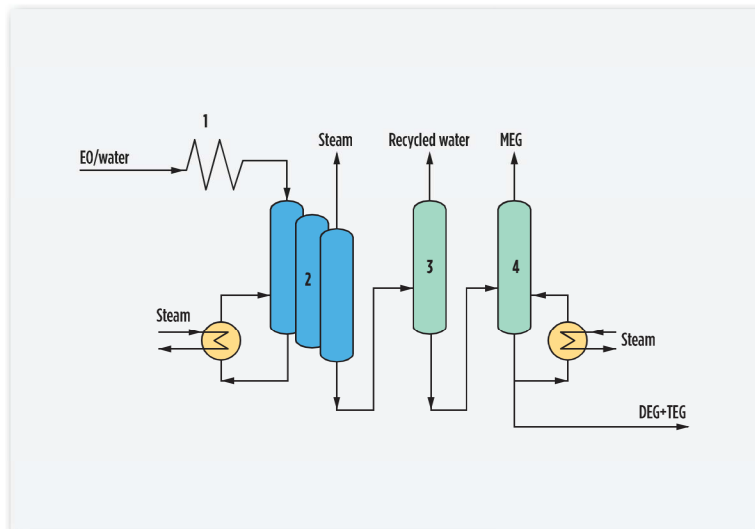 1
EO/water
Steam
Recycled water
MEG
2
3
4
Steam
Steam
DEG+TEG